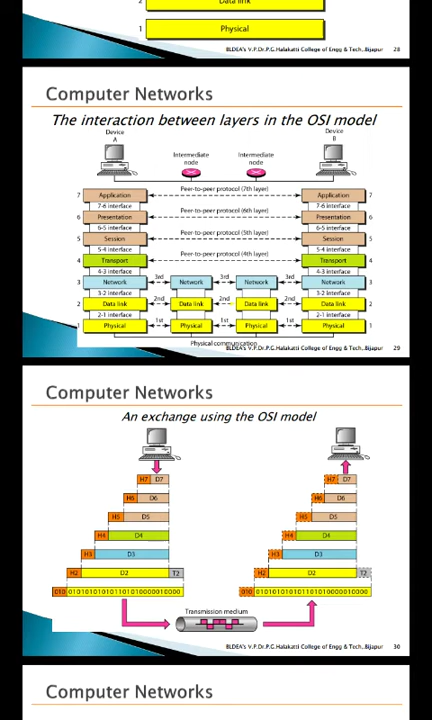 2
Data link
1
Physical
BLDEA's V.P.Dr.P.G.Halakatti College of Engg & Tech,.Bijapur
28
Computer Networks
The interaction between layers in the OSI model
Device
A
Device
B
Intermediate
node
Intermediate
node
7 Application Peer-to-peer protocol (7th layer) Application 7
7-6 interface 7-6 interface
6 Presentation Peer-to-peer protocol (6th layer) Presentation 6
6-5 interface 6-5 interface
5 Session Peer-to-peer protocol (5th layer) Session 5
5-4 interface 5-4 interface
4 Transport Peer-to-peer protocol (4th layer) Transport 4
4-3 interface 4-3 interface
3 Network 3rd Network 3rd Network 3rd Network 3
3-2 interface 3-2 interface
2 Data link 2nd Data link 2nd Data link 2nd Data link 2
2-1 interface 2-1 interface
1 Physical 1st Physical Physical 1st Physical 1
Physical communication
BLDEA's V.P.Dr.P.G.Halakatti College of Engg & Tech,.Bijapur
29
Computer Networks
An exchange using the OSI model
H7 D7 H7 D7
H6 D6 H6 D6
H5 D5 H5 D5
H4 D4 H4 D4
H3 D3 H3 D3
H2 D2 T2 H2 D2 T2
010 010
Transmission medium
BLDEA's V.P.Dr.P.G.Halakatti College of Engg & Tech,.Bijapur
30
Computer Networks